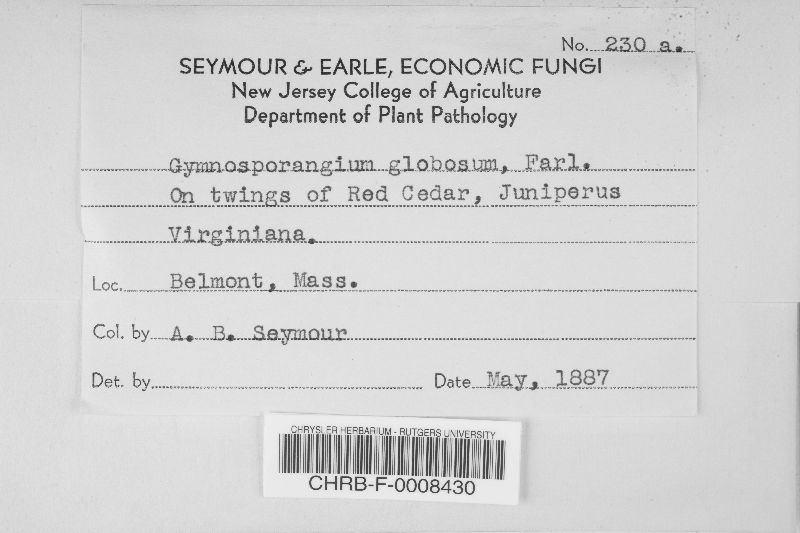 No. 230 a.
SEYMOUR & EARLE, ECONOMIC FUNGI
New Jersey College of Agriculture
Department of Plant Pathology
Gymnosporangium globosum, Farl.
On twings of Red Cedar, Juniperus
Virginiana.
Loc. Belmont, Mass.
Col. by A. B. Seymour
Det. by Date May, 1887
CHRYSLER HERBARIUM - RUTGERS UNIVERSITY
CHRB-F-0008430